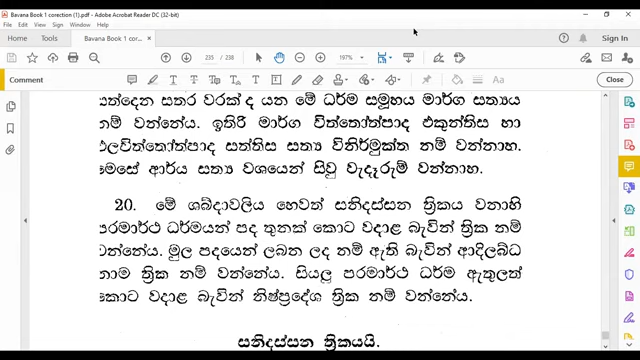 Bavana Book 1 corection (1).pdf - Adobe Acrobat Reader DC (32-bit)
File Edit View Sign Window Help
Home Tools Bavana Book 1 cor... × Sign In
235 / 238 197%
Comment Close
සත්දෙන සතර වරක් ද යන මේ ධර්ම සමූහය මාර්ග සත්‍යය
නම් වන්නේය. ඉතිරි මාර්ග චිත්තෝත්පාද එකුන්තිස හා
ඵලචිත්තෝත්පාද සත්තිස සත්‍ය විනිර්මුක්ත නම් වන්නාහ.
මෙසේ ආර්ය සත්‍ය වශයෙන් සිවු වැදෑරුම් වන්නාහ.
20. මේ ශබ්දාවලිය හෙවත් සනිදස්සන ත්‍රිකය වනාහි
පරමාර්ථ ධර්මයන් පද තුනක් කොට වදාළ බැවින් ත්‍රික නම්
වන්නේය. මුල පදයෙන් ලබන ලද නම් ඇති බැවින් ආදිලබ්ධ
නාම ත්‍රික නම් වන්නේය. සියලු පරමාර්ථ ධර්ම ඇතුලත්
කොට වදාළ බැවින් නිෂ්ප්‍රදේශ ත්‍රික නම් වන්නේය.
සනිදස්සන ත්‍රිකයයි.